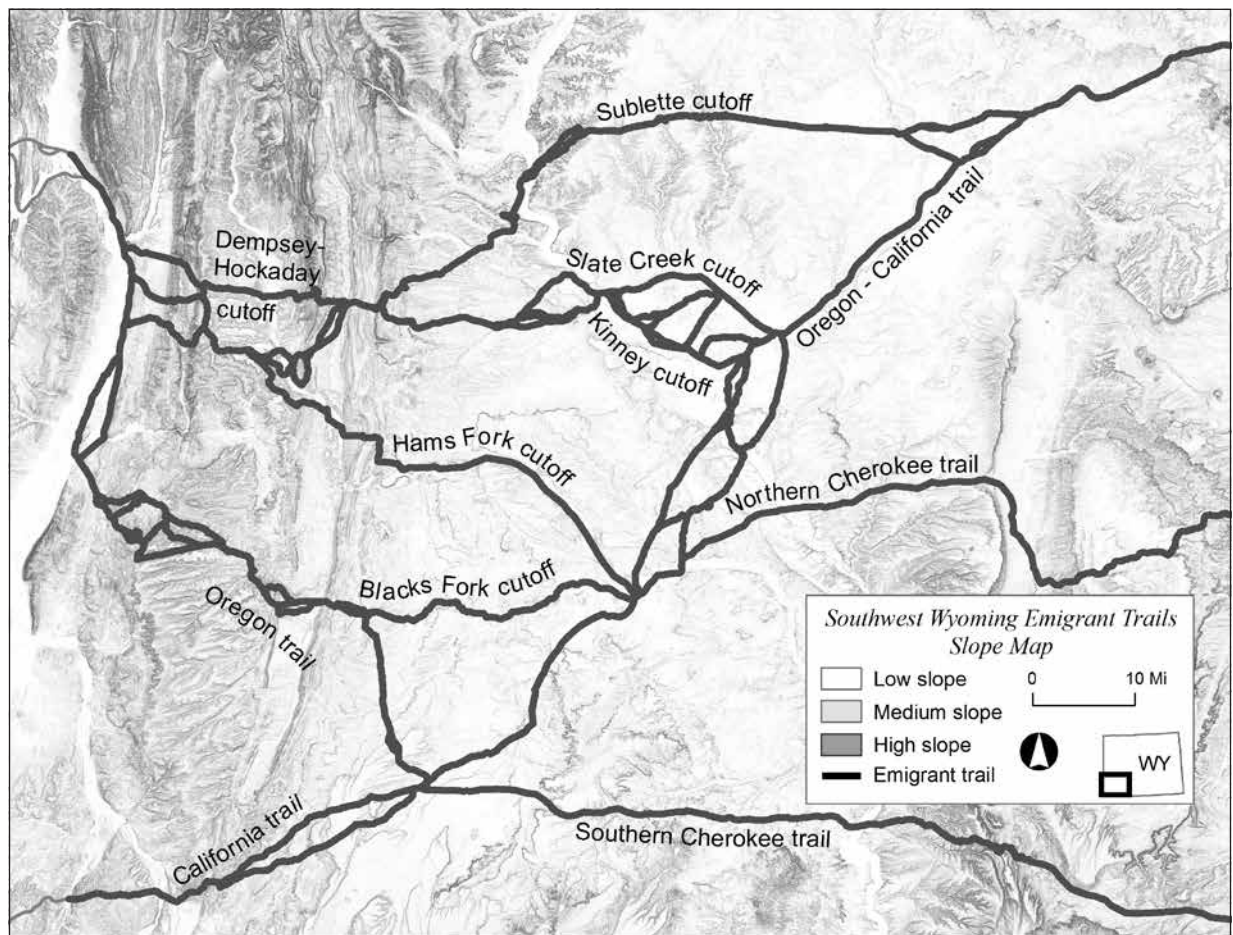 Sublette cutoff
Oregon - California trail
Dempsey-
Hockaday
cutoff
Slate Creek cutoff
Kinney cutoff
Hams Fork cutoff
Northern Cherokee trail
Blacks Fork cutoff
Oregon trail
California trail
Southern Cherokee trail
Southwest Wyoming Emigrant Trails
Slope Map
Low slope
Medium slope
High slope
Emigrant trail
0 10 Mi
WY